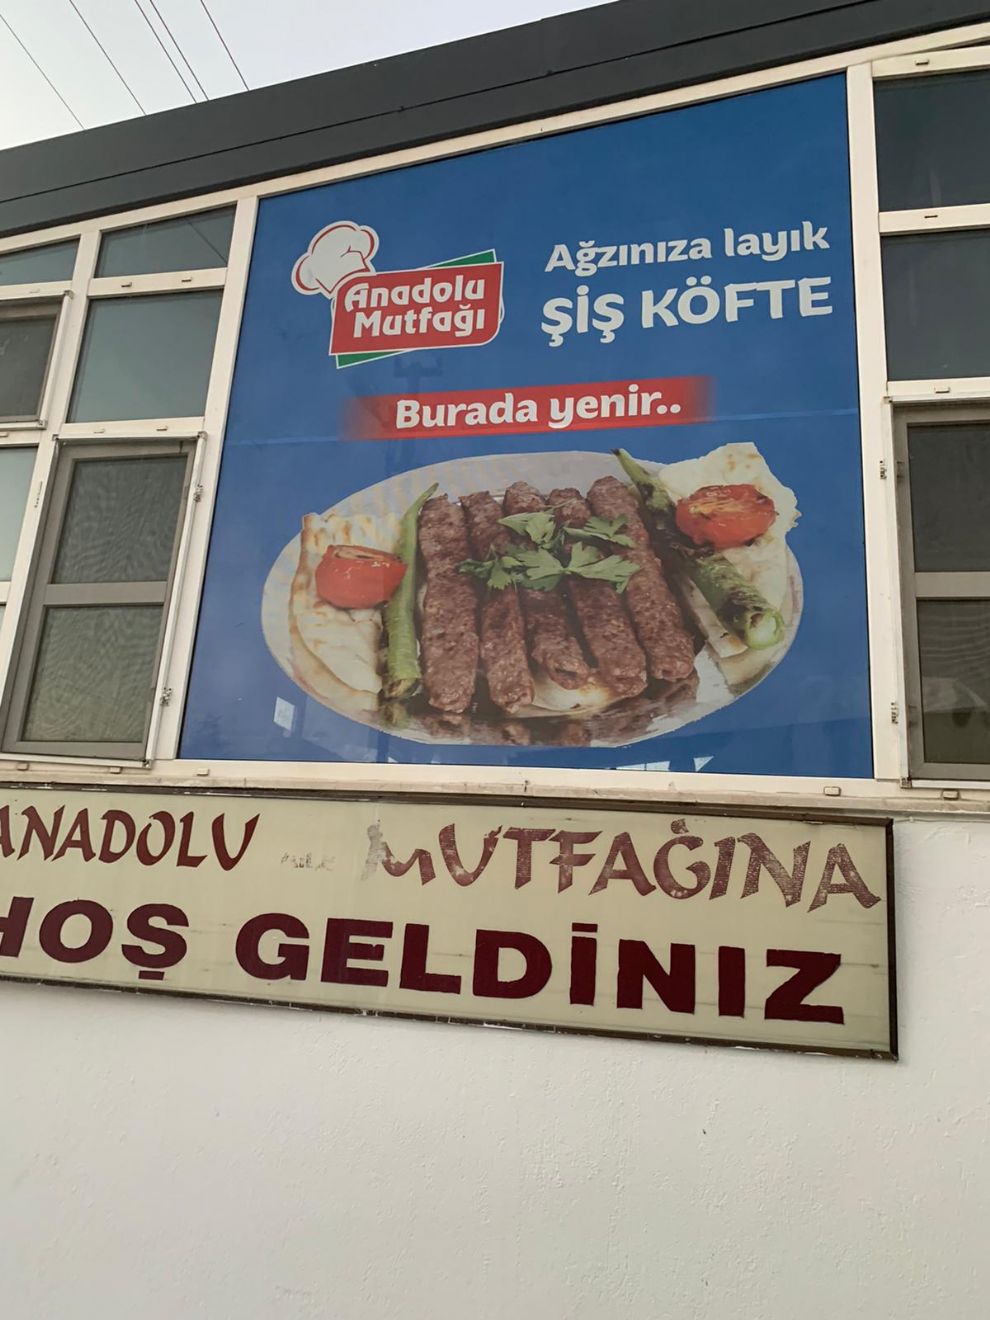 Anadolu
Mutfağı
Ağzınıza layık
ŞİŞ KÖFTE
Burada yenir..
ANADOLU MUTFAĞINA
HOŞ GELDİNİZ